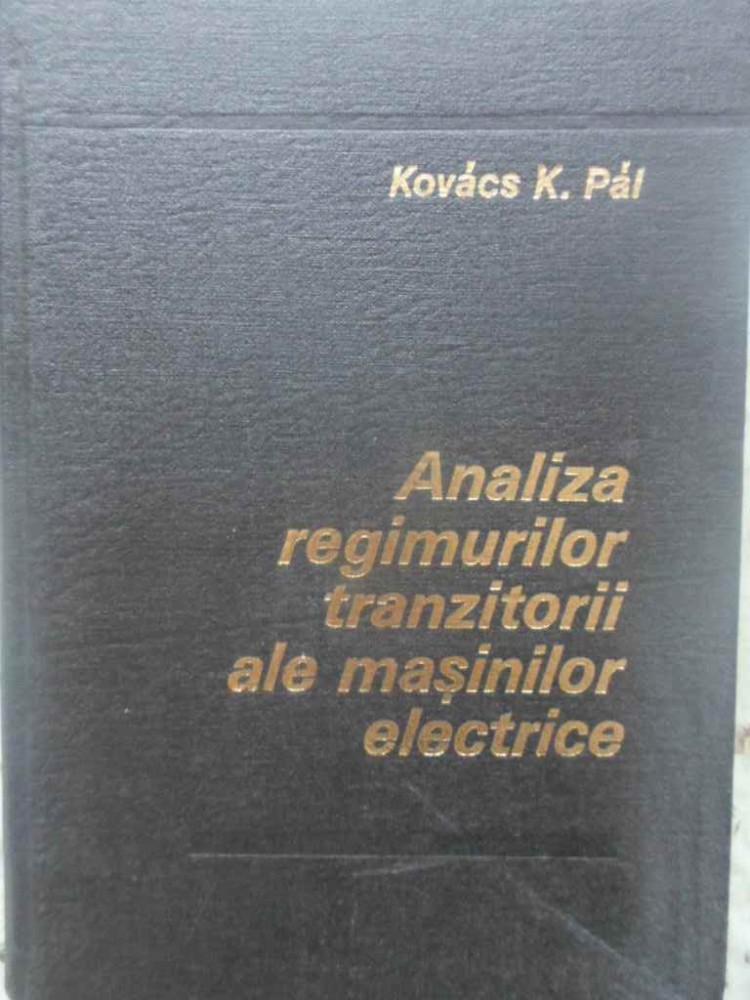 Kovács K. Pál
Analiza
regimurilor
tranzitorii
ale mașinilor
electrice